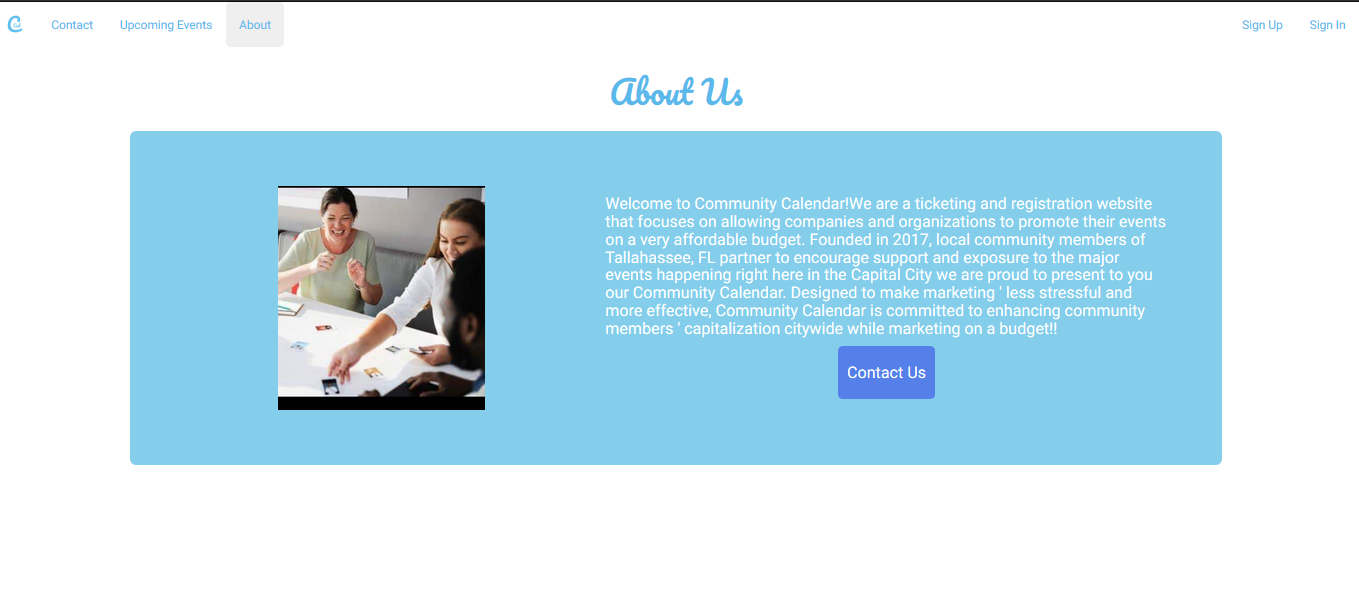 Contact
Upcoming Events
About
Sign Up
Sign In
About Us
Welcome to Community Calendar!We are a ticketing and registration website
that focuses on allowing companies and organizations to promote their events
on a very affordable budget. Founded in 2017, local community members of
Tallahassee, FL partner to encourage support and exposure to the major
events happening right here in the Capital City we are proud to present to you
our Community Calendar. Designed to make marketing ' less stressful and
more effective, Community Calendar is committed to enhancing community
members ' capitalization citywide while marketing on a budget!!
Contact Us